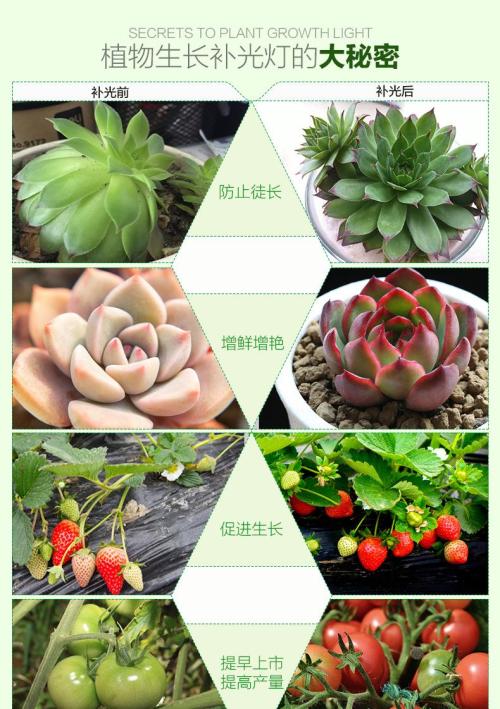 SECRETS TO PLANT GROWTH LIGHT
植物生长补光灯的大秘密
补光前
补光后
No.9173
防止徒长
增鲜增艳
促进生长
提早上市
提高产量